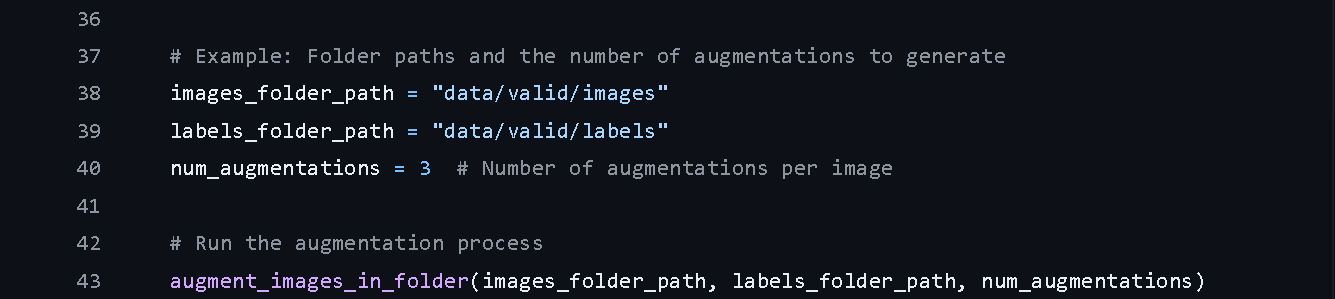 36
37 # Example: Folder paths and the number of augmentations to generate
38 images_folder_path = "data/valid/images"
39 labels_folder_path = "data/valid/labels"
40 num_augmentations = 3  # Number of augmentations per image
41
42 # Run the augmentation process
43 augment_images_in_folder(images_folder_path, labels_folder_path, num_augmentations)